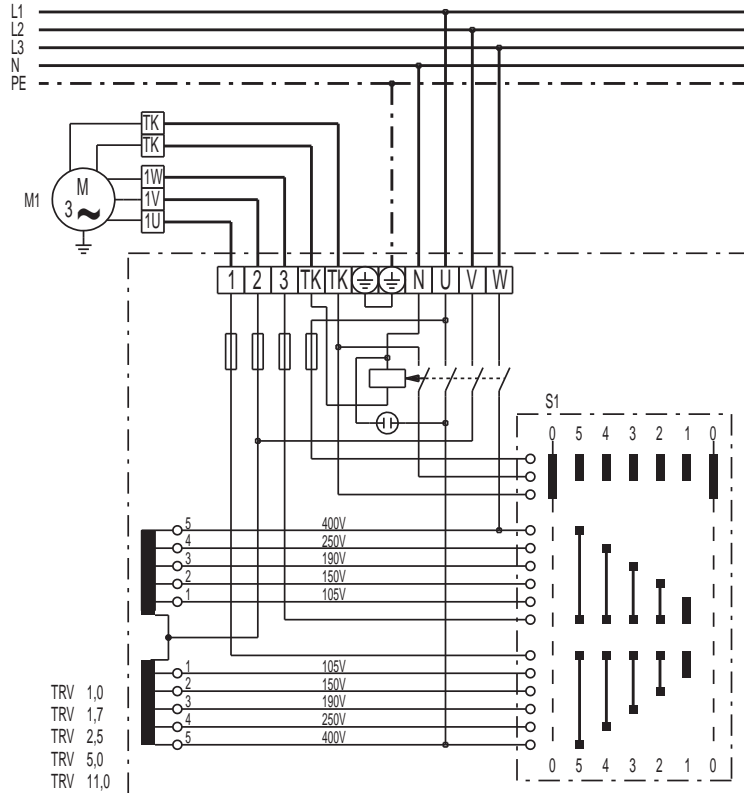 L1
L2
L3
N
PE
TK
TK
1W
1V
1U
M1
M
3
1 2 3 TK TK N U V W
S1
0 5 4 3 2 1 0
5 400V
4 250V
3 190V
2 150V
1 105V
1 105V
2 150V
3 190V
4 250V
5 400V
TRV 1,0
TRV 1,7
TRV 2,5
TRV 5,0
TRV 11,0
0 5 4 3 2 1 0